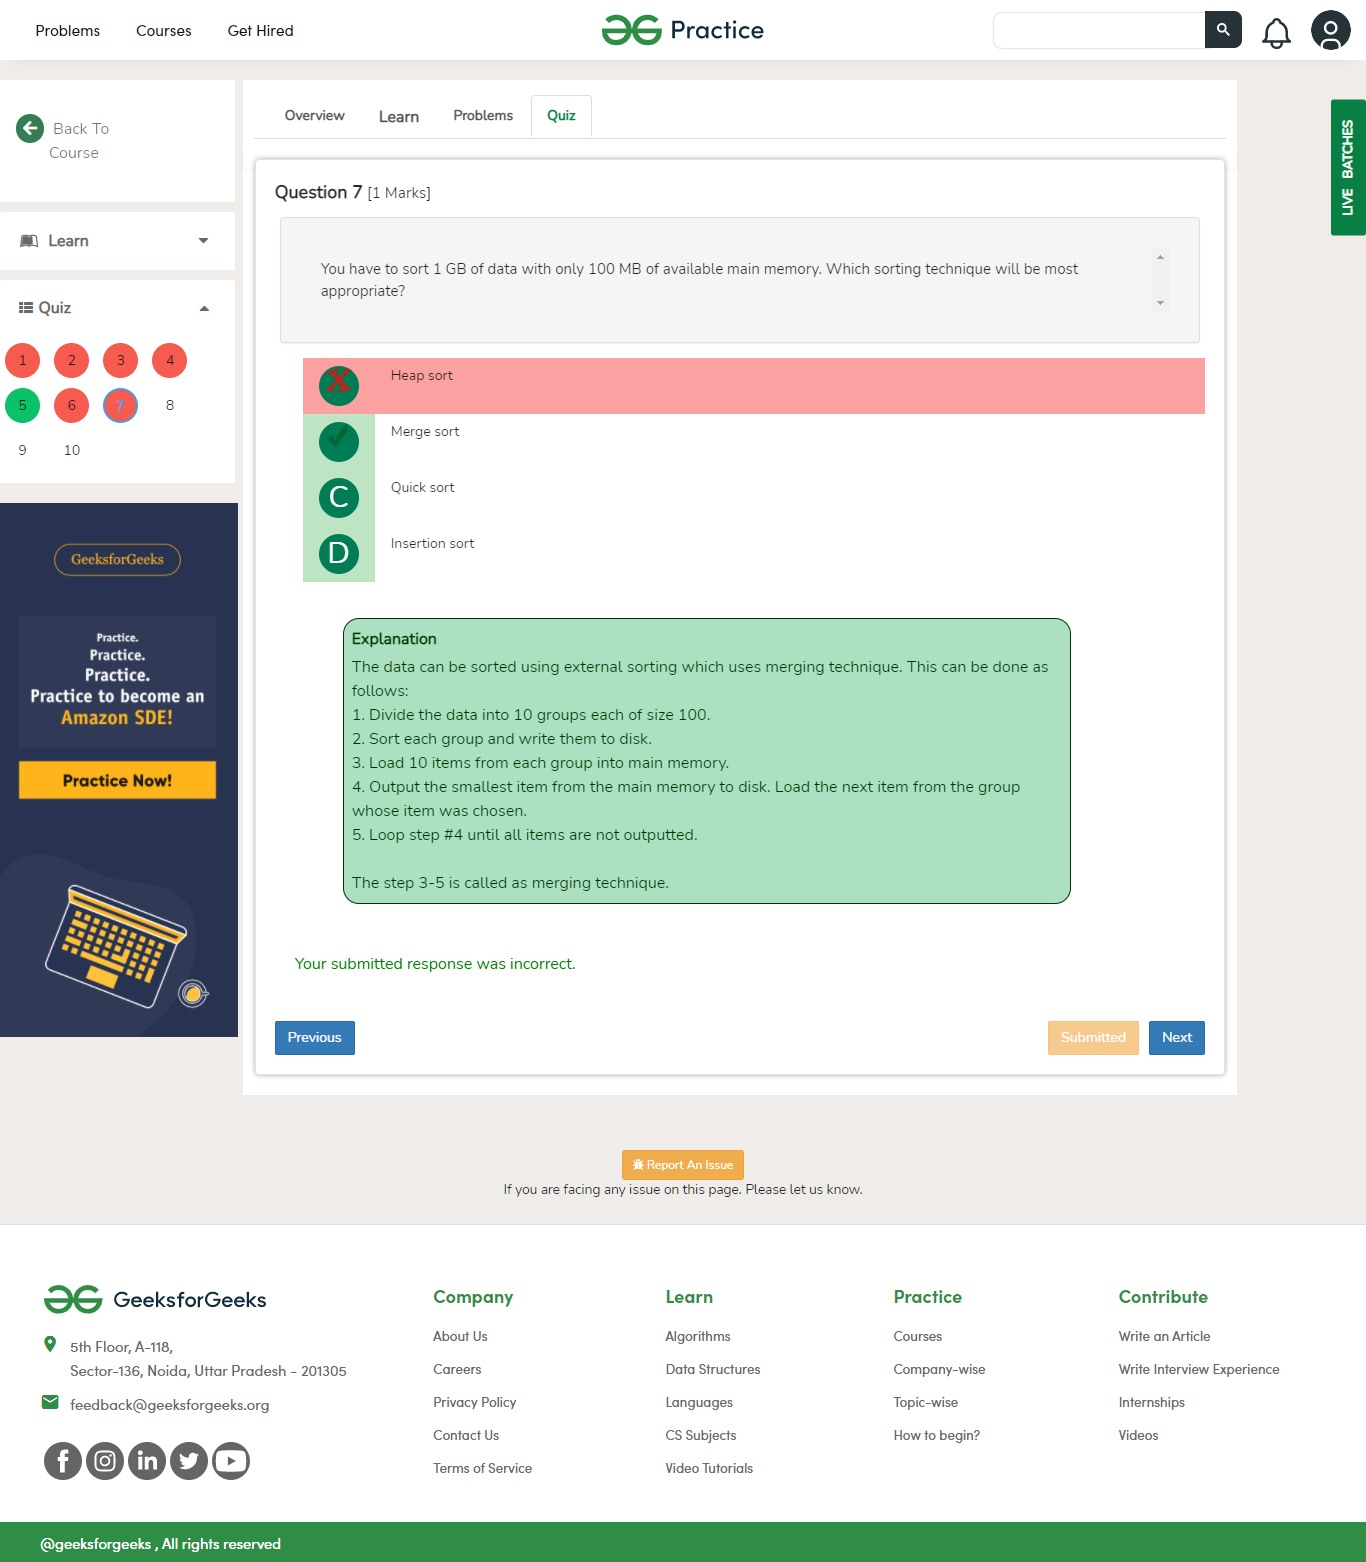 Problems
Courses
Get Hired
Practice
Back To
Course
Learn
Quiz
1 2 3 4
5 6 7 8
9 10
GeeksforGeeks
Practice.
Practice.
Practice.
Practice to become an
Amazon SDE!
Practice Now!
Overview
Learn
Problems
Quiz
Question 7 [1 Marks]
You have to sort 1 GB of data with only 100 MB of available main memory. Which sorting technique will be most
appropriate?
X Heap sort
Merge sort
C Quick sort
D Insertion sort
Explanation
The data can be sorted using external sorting which uses merging technique. This can be done as
follows:
1. Divide the data into 10 groups each of size 100.
2. Sort each group and write them to disk.
3. Load 10 items from each group into main memory.
4. Output the smallest item from the main memory to disk. Load the next item from the group
whose item was chosen.
5. Loop step #4 until all items are not outputted.
The step 3-5 is called as merging technique.
Your submitted response was incorrect.
Previous
Submitted
Next
LIVE BATCHES
Report An Issue
If you are facing any issue on this page. Please let us know.
GeeksforGeeks
5th Floor, A-118,
Sector-136, Noida, Uttar Pradesh - 201305
feedback@geeksforgeeks.org
Company
About Us
Careers
Privacy Policy
Contact Us
Terms of Service
Learn
Algorithms
Data Structures
Languages
CS Subjects
Video Tutorials
Practice
Courses
Company-wise
Topic-wise
How to begin?
Contribute
Write an Article
Write Interview Experience
Internships
Videos
@geeksforgeeks , All rights reserved